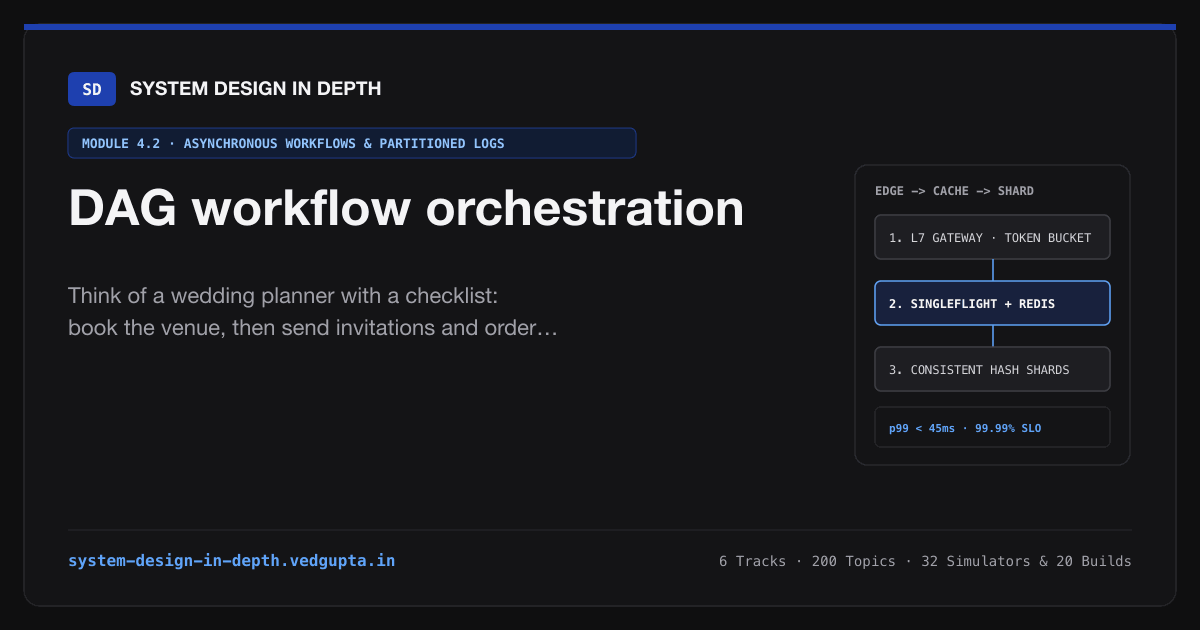 SD
SYSTEM DESIGN IN DEPTH
MODULE 4.2 · ASYNCHRONOUS WORKFLOWS & PARTITIONED LOGS
DAG workflow orchestration
Think of a wedding planner with a checklist:
book the venue, then send invitations and order…
EDGE —> CACHE —> SHARD
1. L7 GATEWAY · TOKEN BUCKET
2. SINGLEFLIGHT + REDIS
3. CONSISTENT HASH SHARDS
p99 < 45ms · 99.99% SLO
system-design-in-depth.vedgupta.in
6 Tracks · 200 Topics · 32 Simulators & 20 Builds